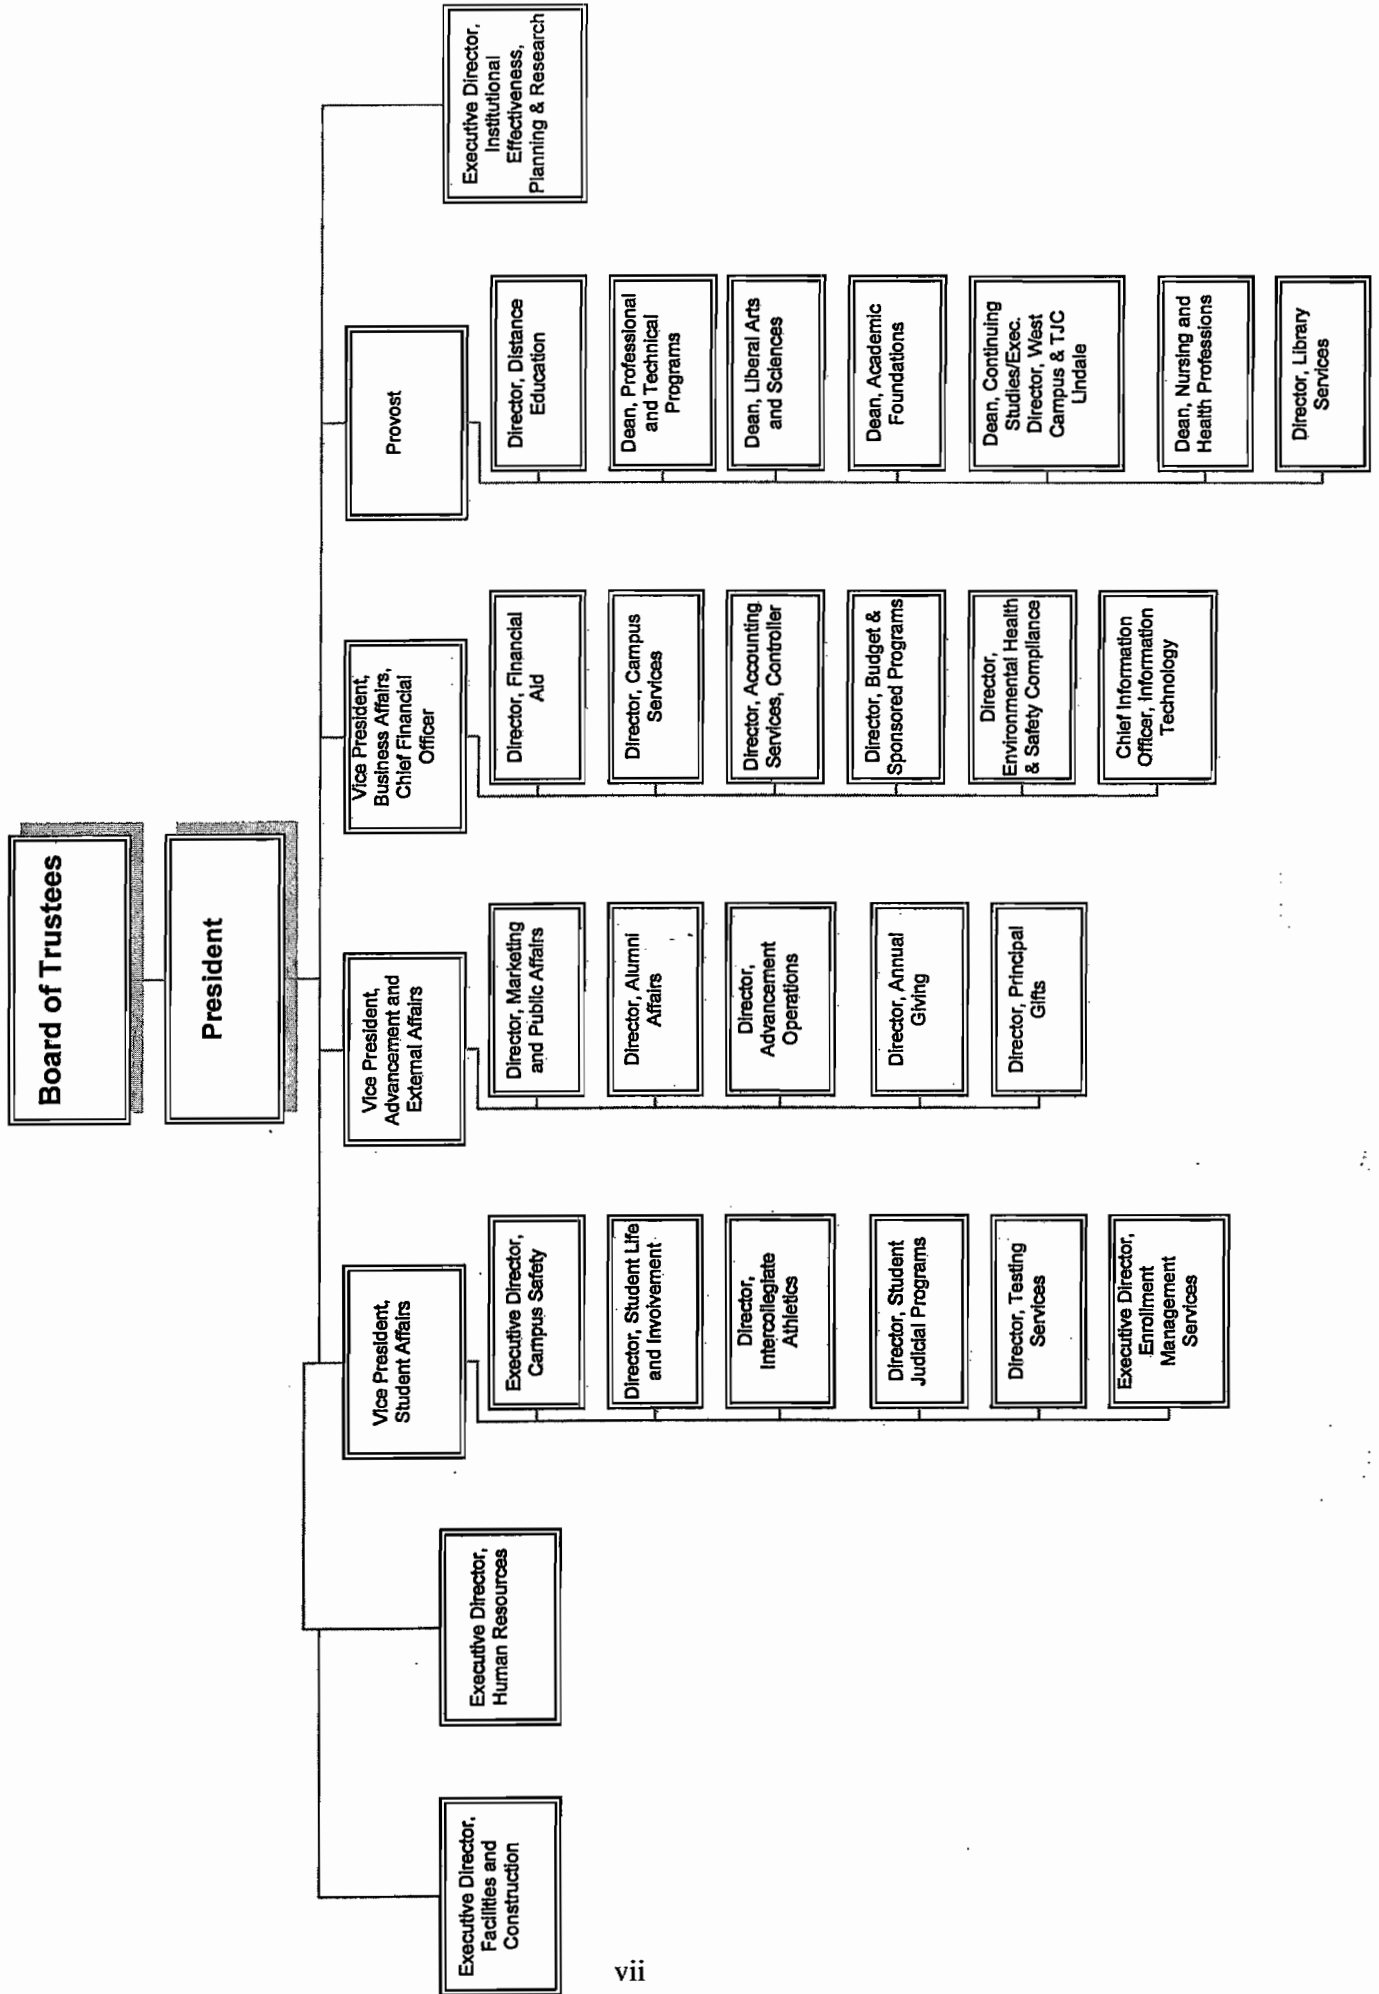 Board of Trustees
President
Executive Director,
Facilities and
Construction
Executive Director,
Human Resources
Vice President,
Student Affairs
Executive Director,
Campus Safety
Director, Student Life
and Involvement
Director,
Intercollegiate
Athletics
Director, Student
Judicial Programs
Director, Testing
Services
Executive Director,
Enrollment
Management
Services
Vice President,
Advancement and
External Affairs
Director, Marketing
and Public Affairs
Director, Alumni
Affairs
Director,
Advancement
Operations
Director, Annual
Giving
Director, Principal
Gifts
Vice President,
Business Affairs,
Chief Financial
Officer
Director, Financial
Aid
Director, Campus
Services
Director, Accounting
Services, Controller
Director, Budget &
Sponsored Programs
Director,
Environmental Health
& Safety Compliance
Chief Information
Officer, Information
Technology
Provost
Director, Distance
Education
Dean, Professional
and Technical
Programs
Dean, Liberal Arts
and Sciences
Dean, Academic
Foundations
Dean, Continuing
Studies/Exec.
Director, West
Campus & TJC
Lindale
Dean, Nursing and
Health Professions
Director, Library
Services
Executive Director,
Institutional
Effectiveness,
Planning & Research
vii